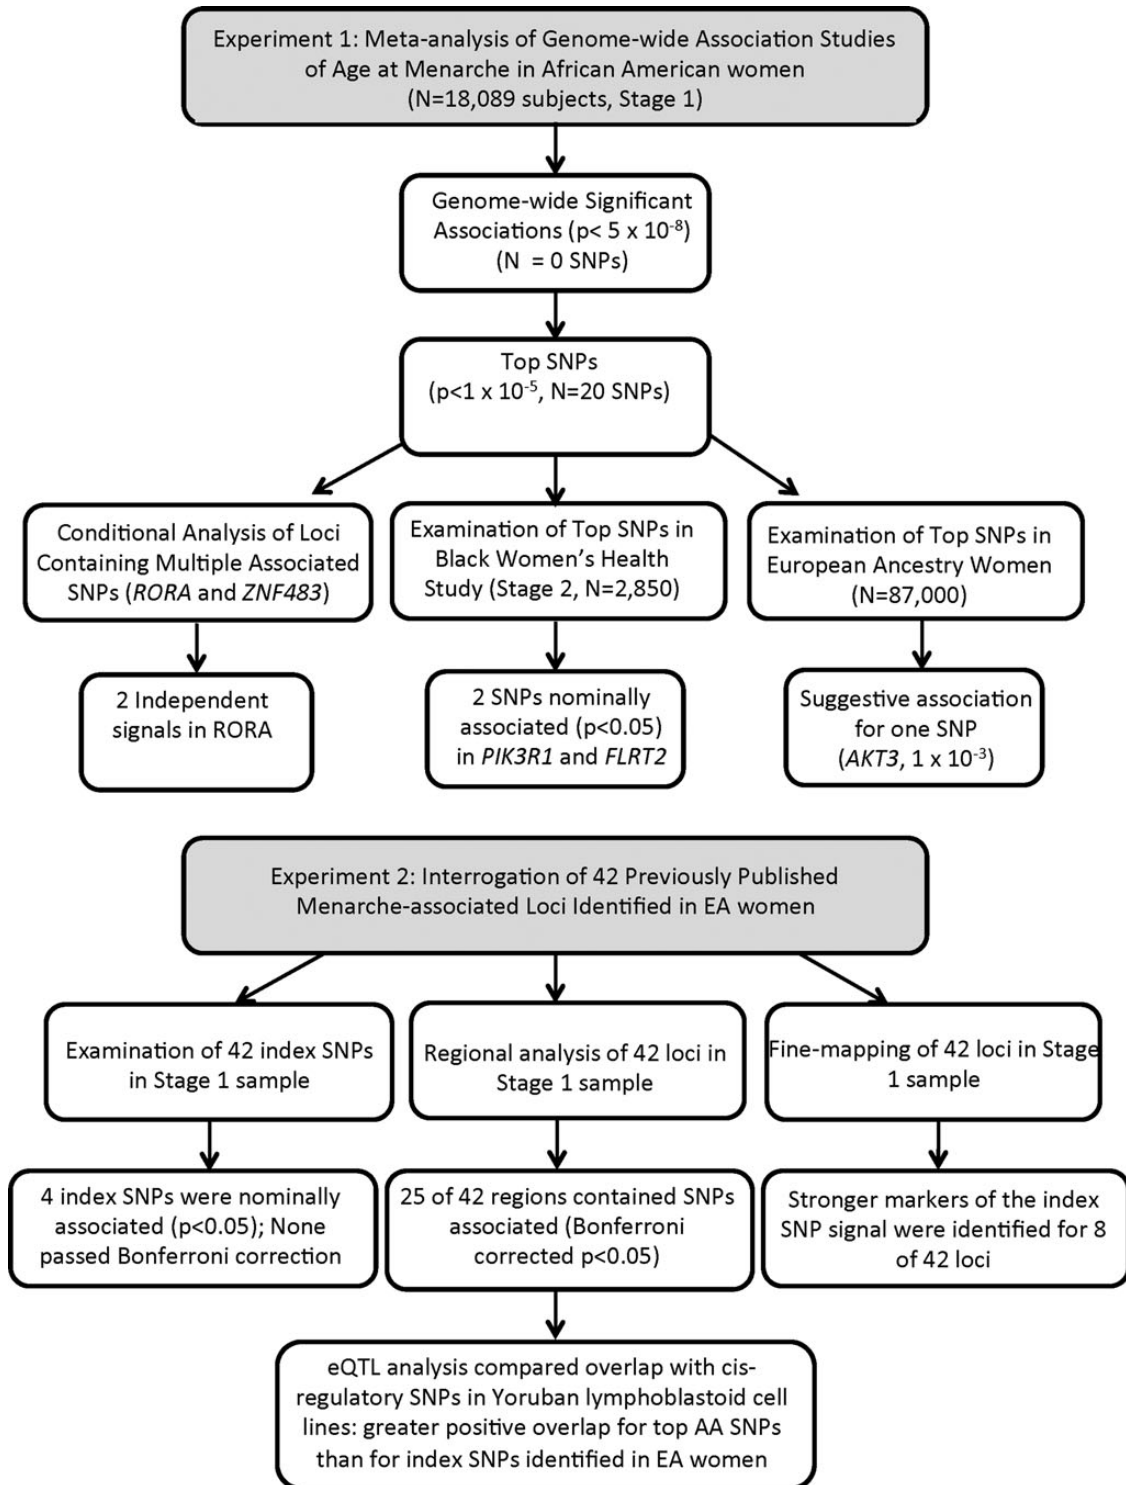 Experiment 1: Meta-analysis of Genome-wide Association Studies
of Age at Menarche in African American women
(N=18,089 subjects, Stage 1)
Genome-wide Significant
Associations (p< 5 x 10⁻⁸)
(N = 0 SNPs)
Top SNPs
(p<1 x 10⁻⁵, N=20 SNPs)
Conditional Analysis of Loci
Containing Multiple Associated
SNPs (RORA and ZNF483)
Examination of Top SNPs in
Black Women's Health
Study (Stage 2, N=2,850)
Examination of Top SNPs in
European Ancestry Women
(N=87,000)
2 Independent
signals in RORA
2 SNPs nominally
associated (p<0.05)
in PIK3R1 and FLRT2
Suggestive association
for one SNP
(AKT3, 1 x 10⁻³)
Experiment 2: Interrogation of 42 Previously Published
Menarche-associated Loci Identified in EA women
Examination of 42 index SNPs
in Stage 1 sample
Regional analysis of 42 loci in
Stage 1 sample
Fine-mapping of 42 loci in Stage
1 sample
4 index SNPs were nominally
associated (p<0.05); None
passed Bonferroni correction
25 of 42 regions contained SNPs
associated (Bonferroni
corrected p<0.05)
Stronger markers of the index
SNP signal were identified for 8
of 42 loci
eQTL analysis compared overlap with cis-
regulatory SNPs in Yoruban lymphoblastoid cell
lines: greater positive overlap for top AA SNPs
than for index SNPs identified in EA women